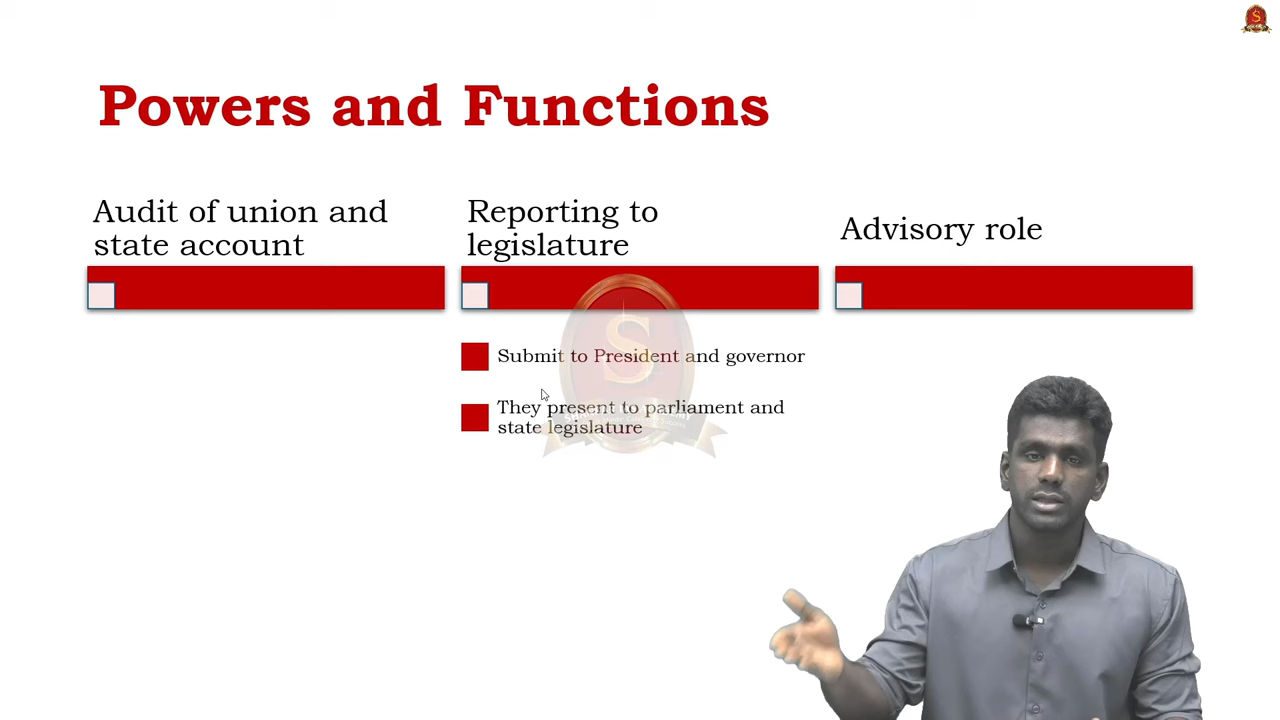 Powers and Functions
Audit of union and
state account
Reporting to
legislature
Advisory role
Submit to President and governor
They present to parliament and
state legislature
S